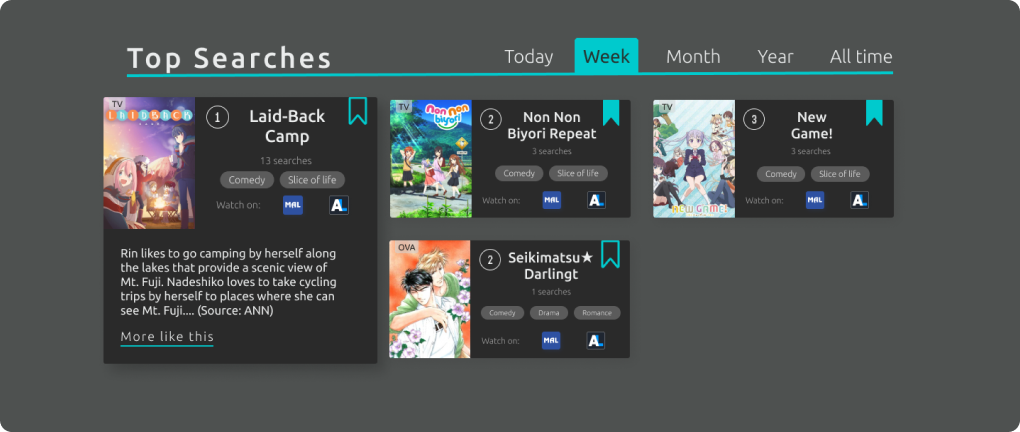 Top Searches
Today
Week
Month
Year
All time
TV
1
Laid-Back
Camp
13 searches
Comedy
Slice of life
Watch on:
MAL
A
Rin likes to go camping by herself along
the lakes that provide a scenic view of
Mt. Fuji. Nadeshiko loves to take cycling
trips by herself to places where she can
see Mt. Fuji.... (Source: ANN)
More like this
TV
Non Non
Biyori
2
Non Non
Biyori Repeat
3 searches
Comedy
Slice of life
Watch on:
MAL
A
TV
NEW GAME!
3
New
Game!
3 searches
Comedy
Slice of life
Watch on:
MAL
A
OVA
2
Seikimatsu★
Darlingt
1 searches
Comedy
Drama
Romance
Watch on:
MAL
A